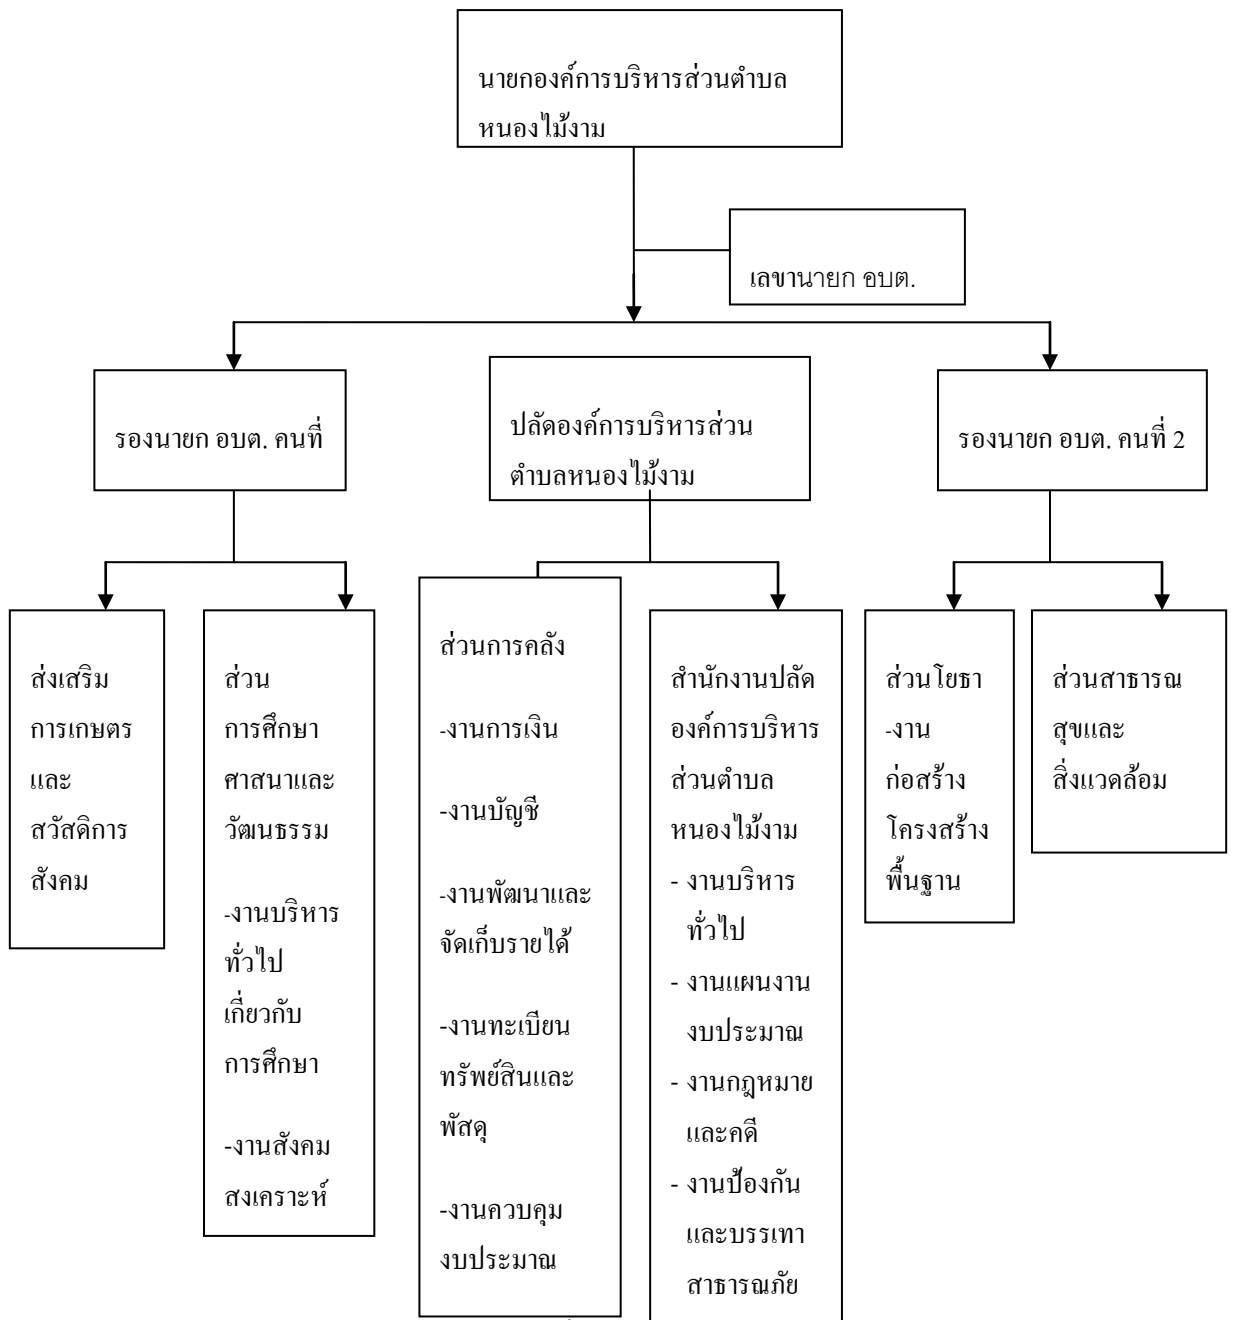 นายกองค์การบริหารส่วนตำบล
หนองไม้งาม
เลขานายก อบต.
รองนายก อบต. คนที่
ปลัดองค์การบริหารส่วน
ตำบลหนองไม้งาม
รองนายก อบต. คนที่ 2
ส่งเสริม
การเกษตร
และ
สวัสดิการ
สังคม
ส่วน
การศึกษา
ศาสนาและ
วัฒนธรรม
-งานบริหาร
ทั่วไป
เกี่ยวกับ
การศึกษา
-งานสังคม
สงเคราะห์
ส่วนการคลัง
-งานการเงิน
-งานบัญชี
-งานพัฒนาและ
จัดเก็บรายได้
-งานทะเบียน
ทรัพย์สินและ
พัสดุ
-งานควบคุม
งบประมาณ
สำนักงานปลัด
องค์การบริหาร
ส่วนตำบล
หนองไม้งาม
- งานบริหาร
ทั่วไป
- งานแผนงาน
งบประมาณ
- งานกฎหมาย
และคดี
- งานป้องกัน
และบรรเทา
สาธารณภัย
ส่วนโยธา
-งาน
ก่อสร้าง
โครงสร้าง
พื้นฐาน
ส่วนสาธารณ
สุขและ
สิ่งแวดล้อม